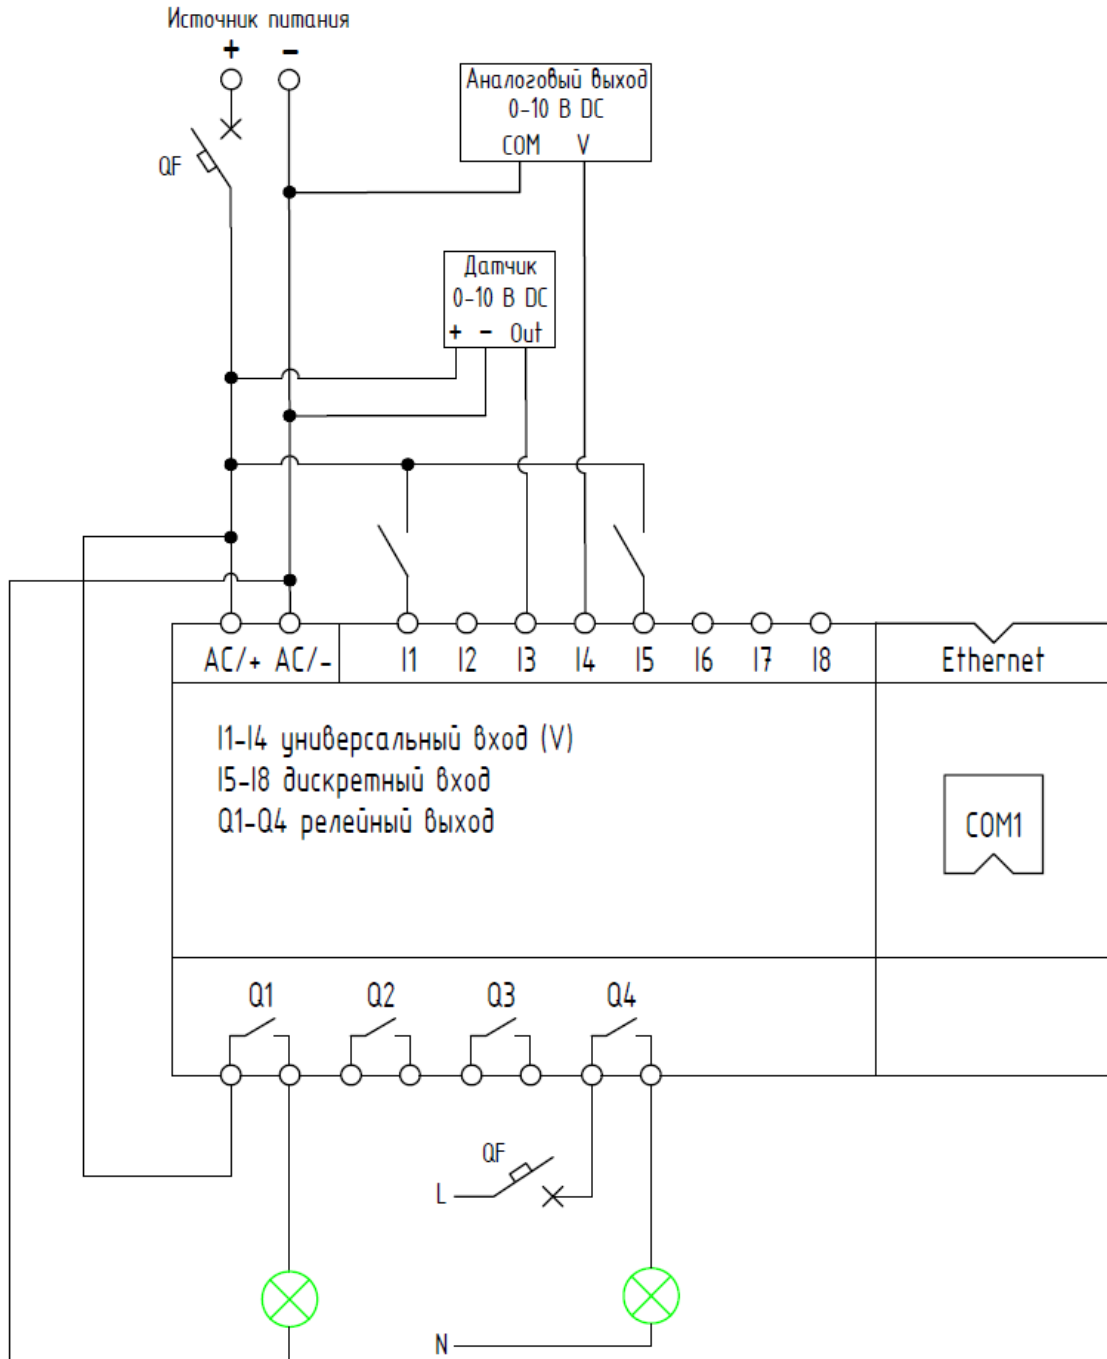 Источник питания
+ -
Аналоговый выход
0-10 В DC
COM V
QF
Датчик
0-10 В DC
+ - Out
AC/+ AC/- I1 I2 I3 I4 I5 I6 I7 I8 Ethernet
I1-I4 универсальный вход (V)
I5-I8 дискретный вход
Q1-Q4 релейный выход
COM1
Q1 Q2 Q3 Q4
QF
L
N